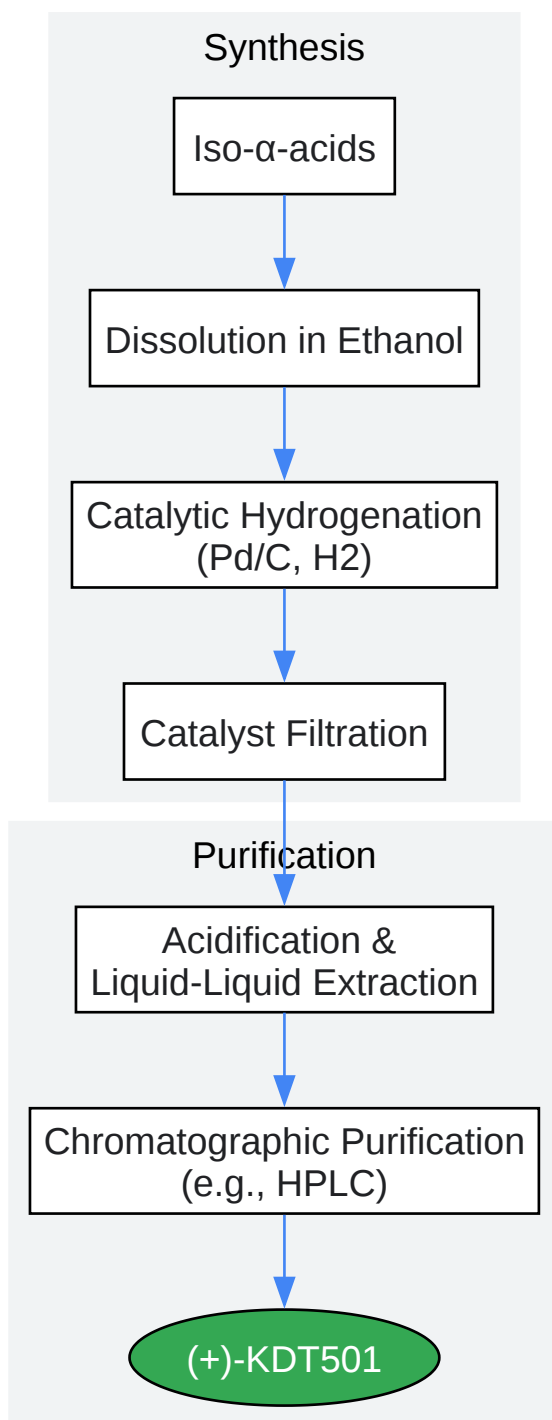 Synthesis
Iso-α-acids
Dissolution in Ethanol
Catalytic Hydrogenation
(Pd/C, H2)
Catalyst Filtration
Purification
Acidification &
Liquid-Liquid Extraction
Chromatographic Purification
(e.g., HPLC)
(+)-KDT501